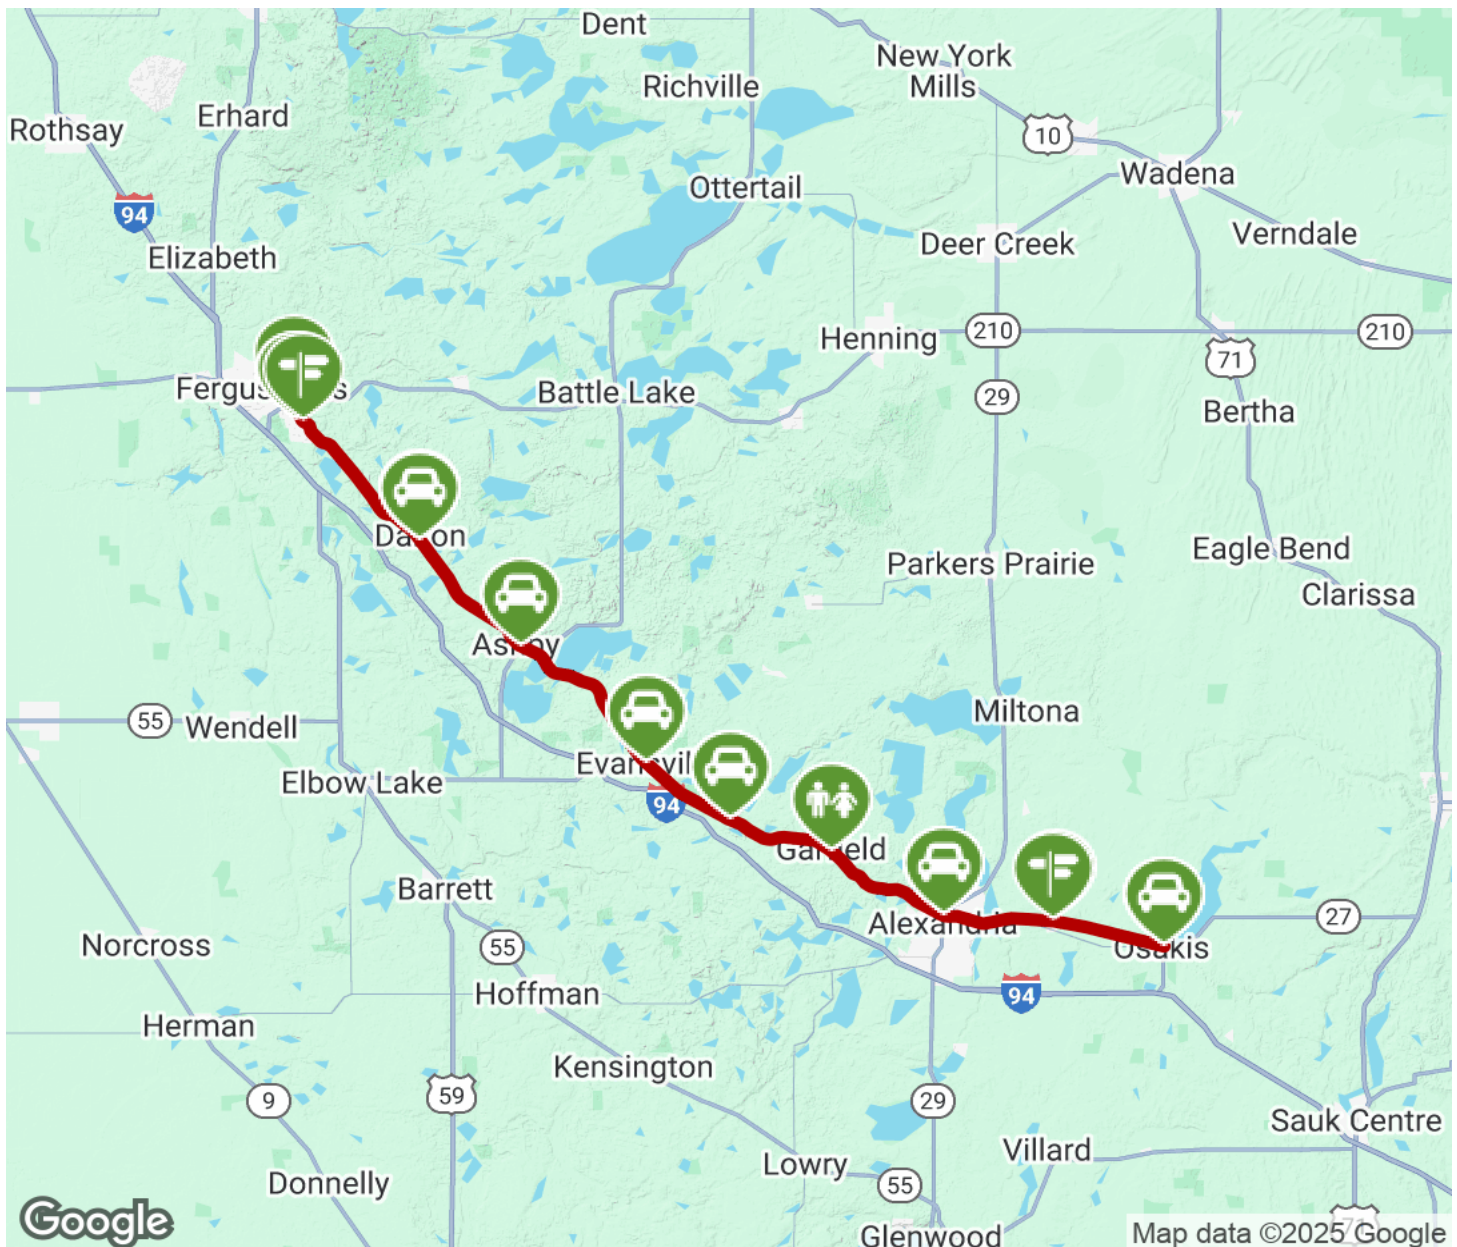 Dent
New York
Mills
Richville
Erhard
Rothsay
10
Wadena
Ottertail
94
Verndale
Deer Creek
Elizabeth
210
210
Henning
71
Battle Lake
29
Bertha
Eagle Bend
Parkers Prairie
Clarissa
Miltona
55
Wendell
Elbow Lake
94
Barrett
27
Alexandria
Osakis
Norcross
55
94
Hoffman
Herman
Kensington
59
9
29
Sauk Centre
Villard
Lowry
Donnelly
55
Google
71
Glenwood
Map data ©2025 Google